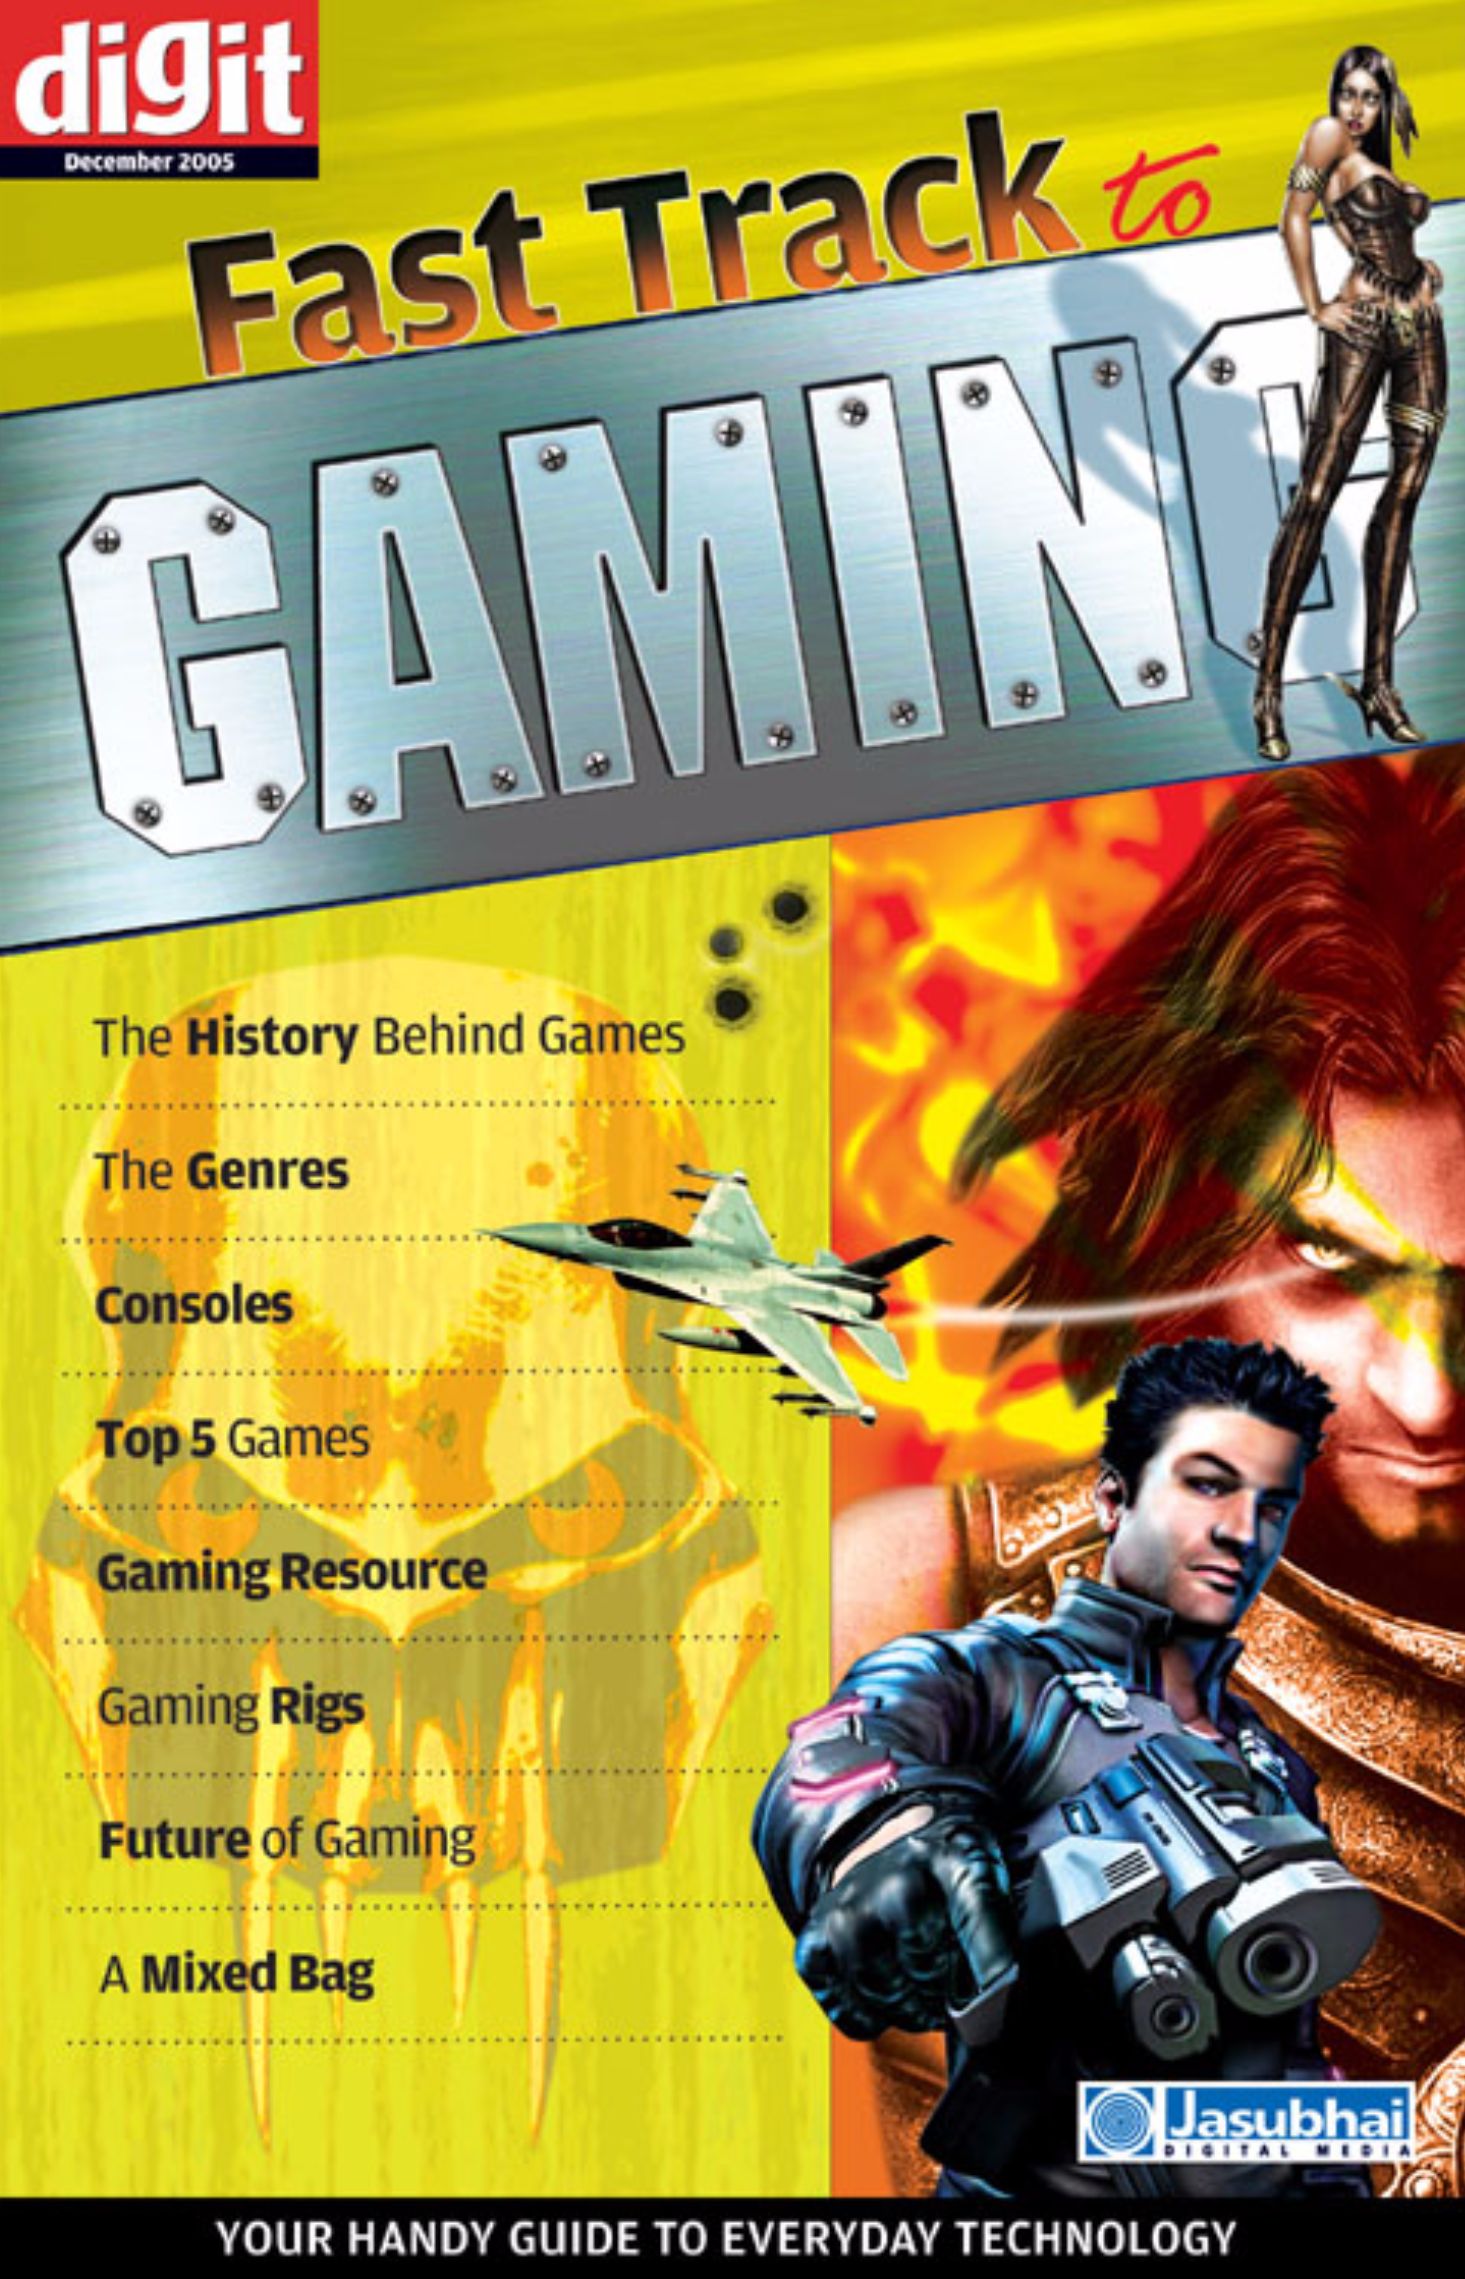 digit
December 2005
Fast Track to
GAMING
The History Behind Games
The Genres
Consoles
Top 5 Games
Gaming Resource
Gaming Rigs
Future of Gaming
A Mixed Bag
Jasubhai
DIGITAL MEDIA
YOUR HANDY GUIDE TO EVERYDAY TECHNOLOGY